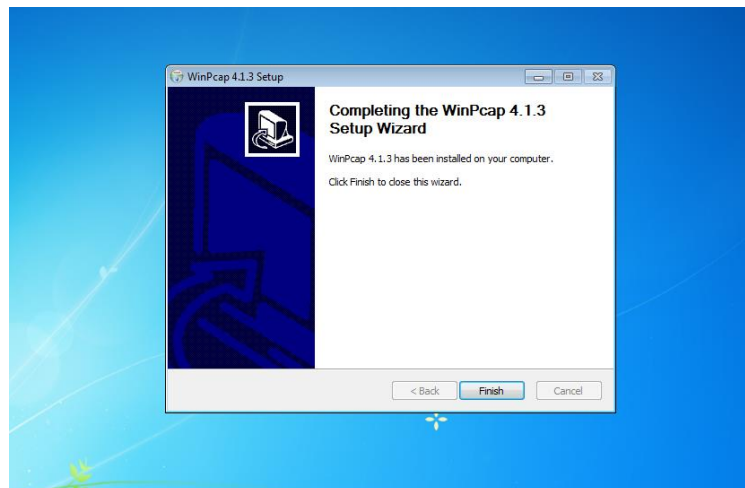 WinPcap 4.1.3 Setup
Completing the WinPcap 4.1.3
Setup Wizard
WinPcap 4.1.3 has been installed on your computer.
Click Finish to close this wizard.
< Back
Finish
Cancel